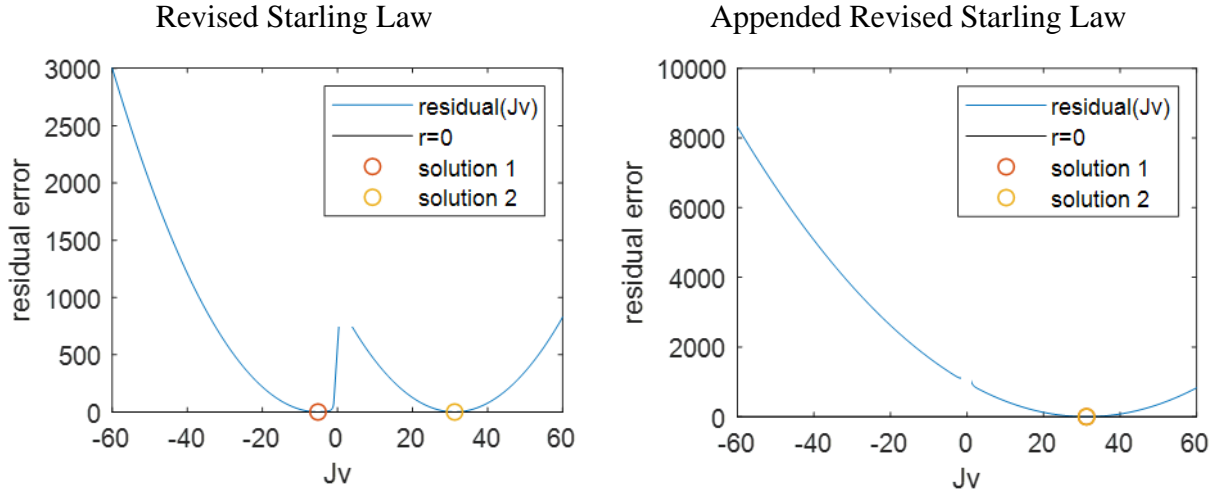 Revised Starling Law
3000
2500
2000
1500
1000
500
0
residual error
-60 -40 -20 0 20 40 60
Jv
residual(Jv)
r=0
solution 1
solution 2
Appended Revised Starling Law
10000
8000
6000
4000
2000
0
residual error
-60 -40 -20 0 20 40 60
Jv
residual(Jv)
r=0
solution 1
solution 2